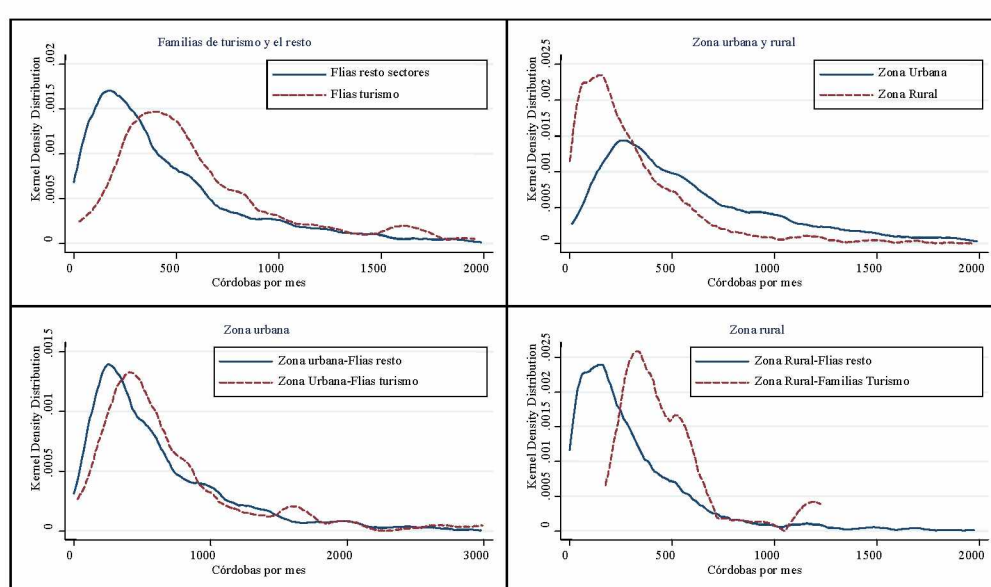 Familias de turismo y el resto
Kernel Density Distribution
.002
.0015
.001
.0005
0
Flias resto sectores
Flias turismo
0 500 1000 1500 2000
Córdobas por mes
Zona urbana y rural
Kernel Density Distribution
.0025
.002
.0015
.001
.0005
0
Zona Urbana
Zona Rural
0 500 1000 1500 2000
Córdobas por mes
Zona urbana
Kernel Density Distribution
.0015
.001
.0005
0
Zona urbana-Flias resto
Zona Urbana-Flias turismo
0 1000 2000 3000
Córdobas por mes
Zona rural
Kernel Density Distribution
.0025
.002
.0015
.001
.0005
0
Zona Rural-Flias resto
Zona Rural-Familias Turismo
0 500 1000 1500 2000
Córdobas por mes